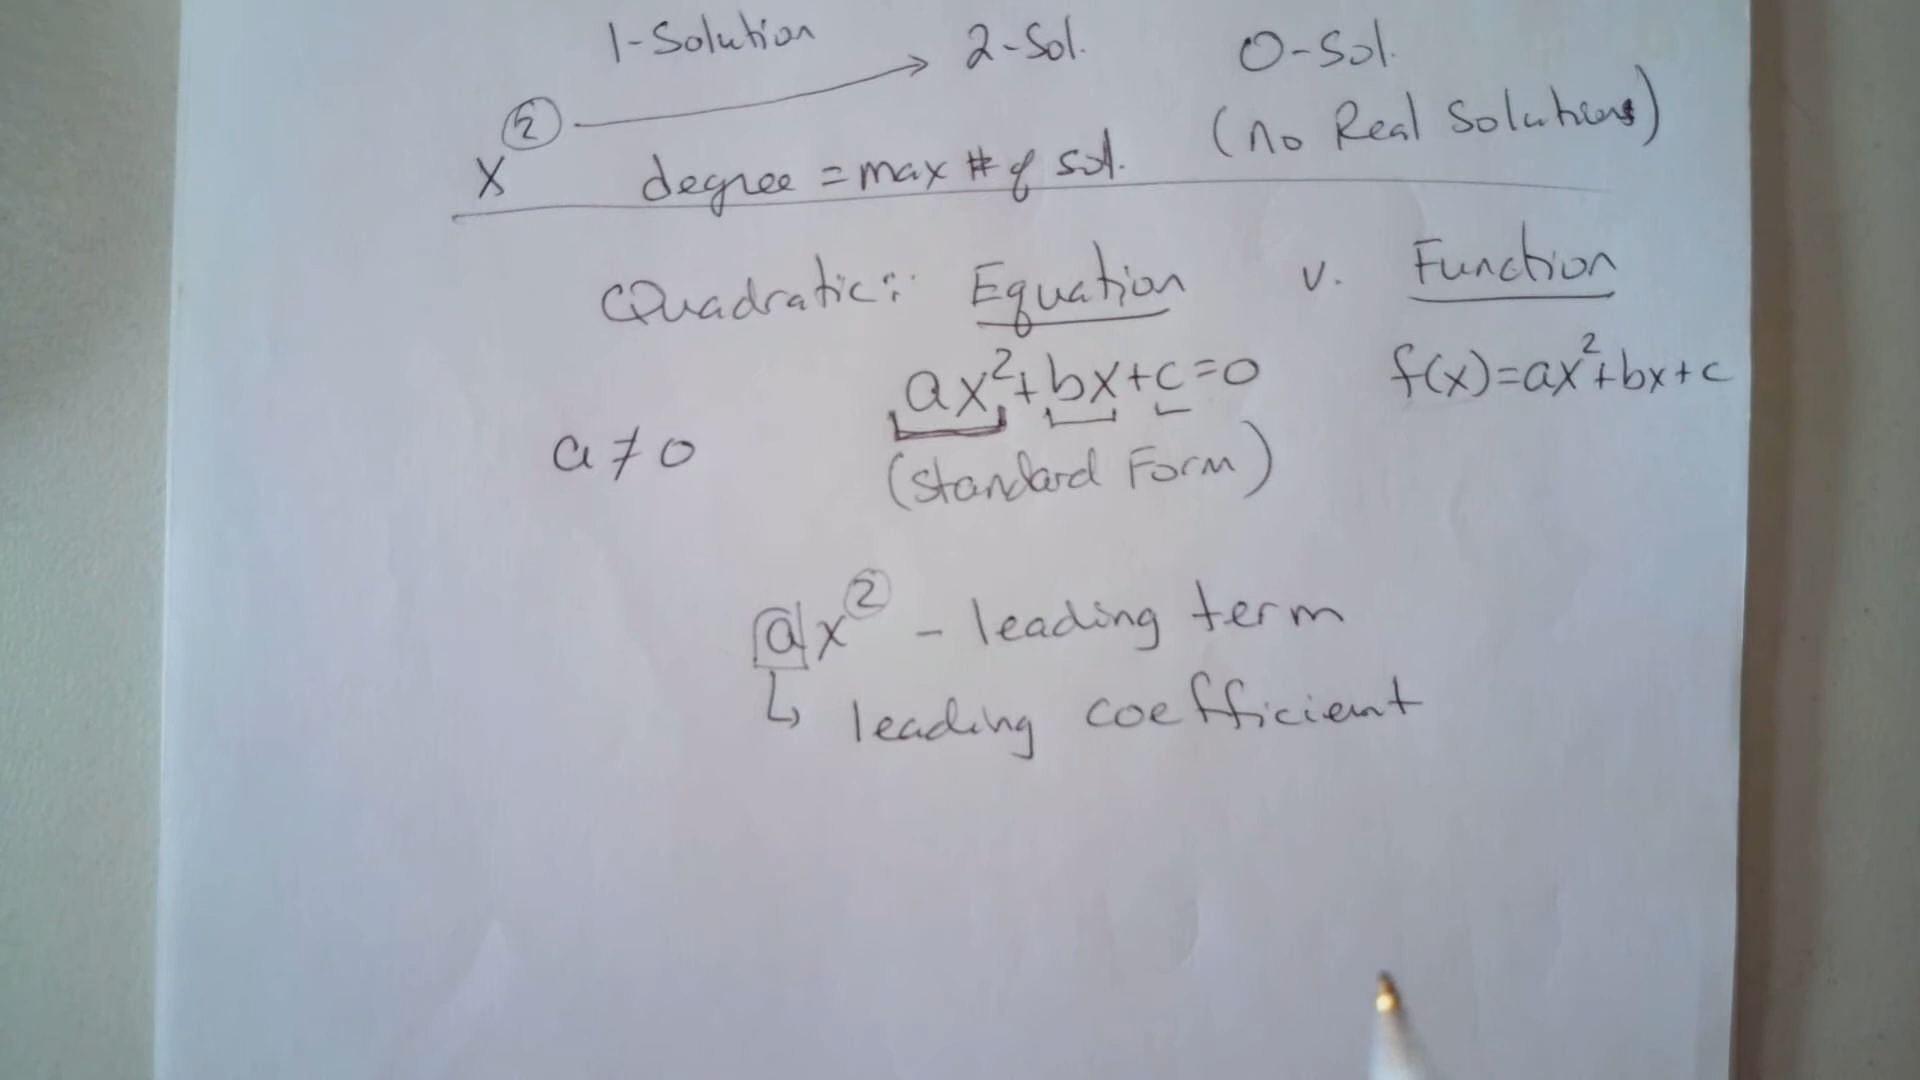 1-Solution 2-Sol. 0-Sol.
x² degree = max # of sol. (no Real Solutions)
Quadratic: Equation v. Function
ax²+bx+c=0 f(x)=ax²+bx+c
a≠0 (Standard Form)
ax² - leading term
↳ leading coefficient